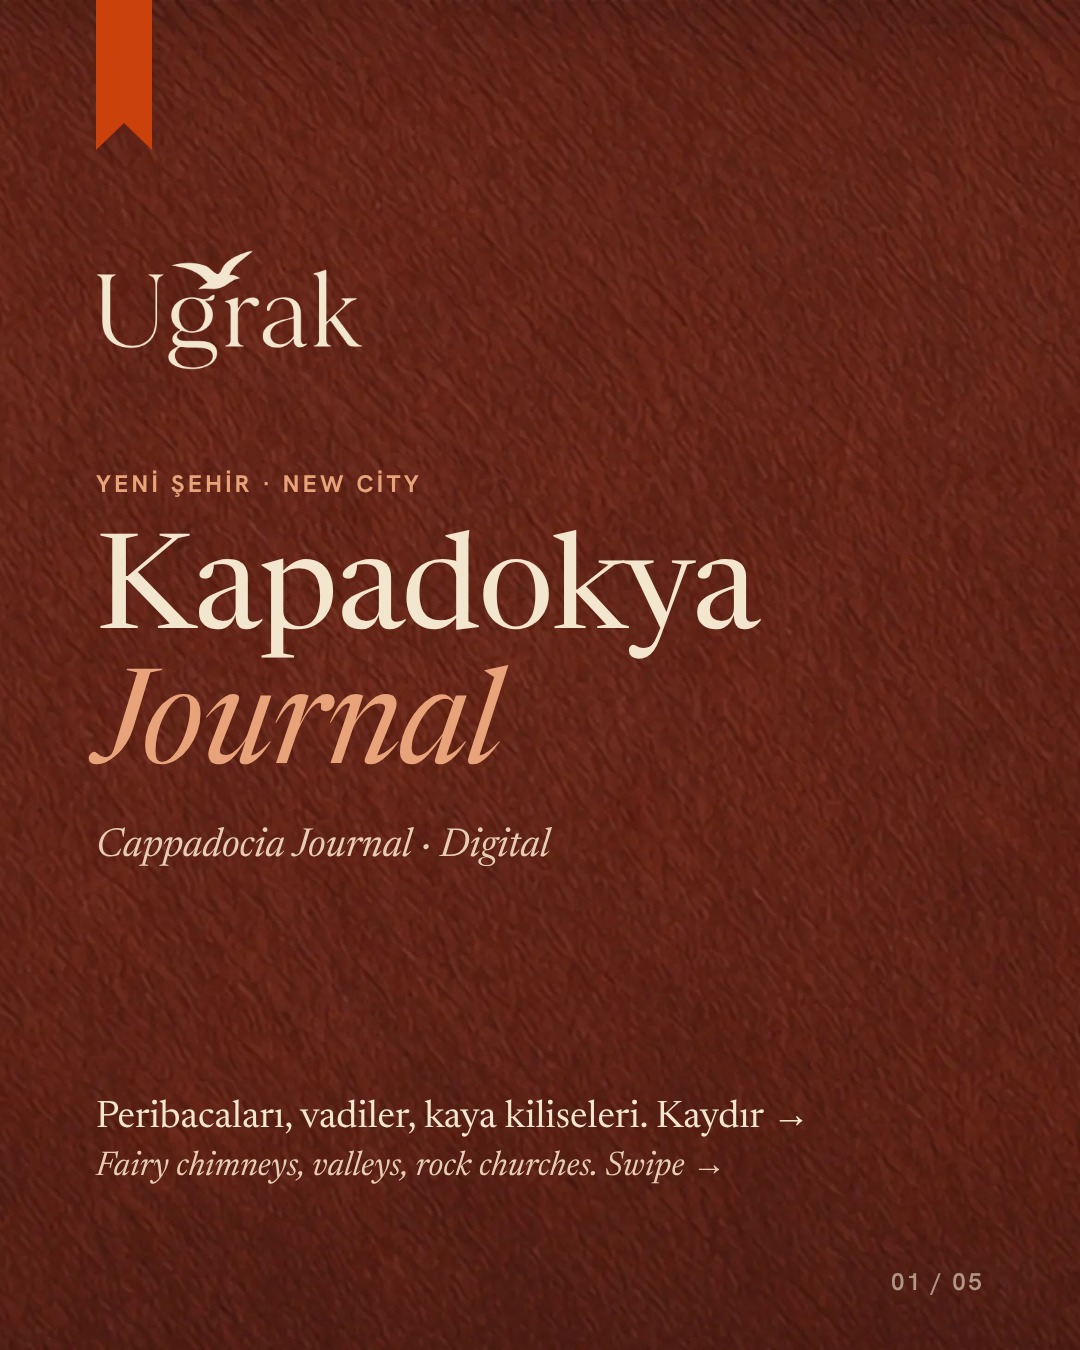 Uğrak
YENİ ŞEHİR · NEW CİTY
Kapadokya
Journal
Cappadocia Journal · Digital
Peribacaları, vadiler, kaya kiliseleri. Kaydır →
Fairy chimneys, valleys, rock churches. Swipe →
01 / 05